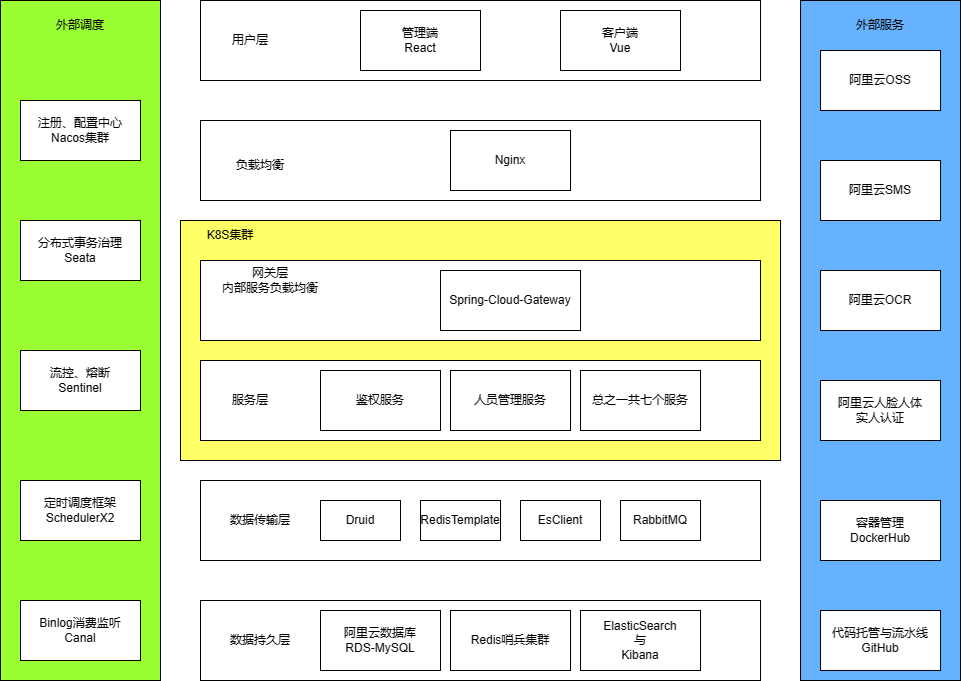 外部调度
注册、配置中心
Nacos集群
分布式事务治理
Seata
流控、熔断
Sentinel
定时调度框架
SchedulerX2
Binlog消费监听
Canal
用户层
管理端
React
客户端
Vue
负载均衡
Nginx
K8S集群
网关层
内部服务负载均衡
Spring-Cloud-Gateway
服务层
鉴权服务
人员管理服务
总之一共七个服务
数据传输层
Druid
RedisTemplate
EsClient
RabbitMQ
数据持久层
阿里云数据库
RDS-MySQL
Redis哨兵集群
ElasticSearch
与
Kibana
外部服务
阿里云OSS
阿里云SMS
阿里云OCR
阿里云人脸人体
实人认证
容器管理
DockerHub
代码托管与流水线
GitHub